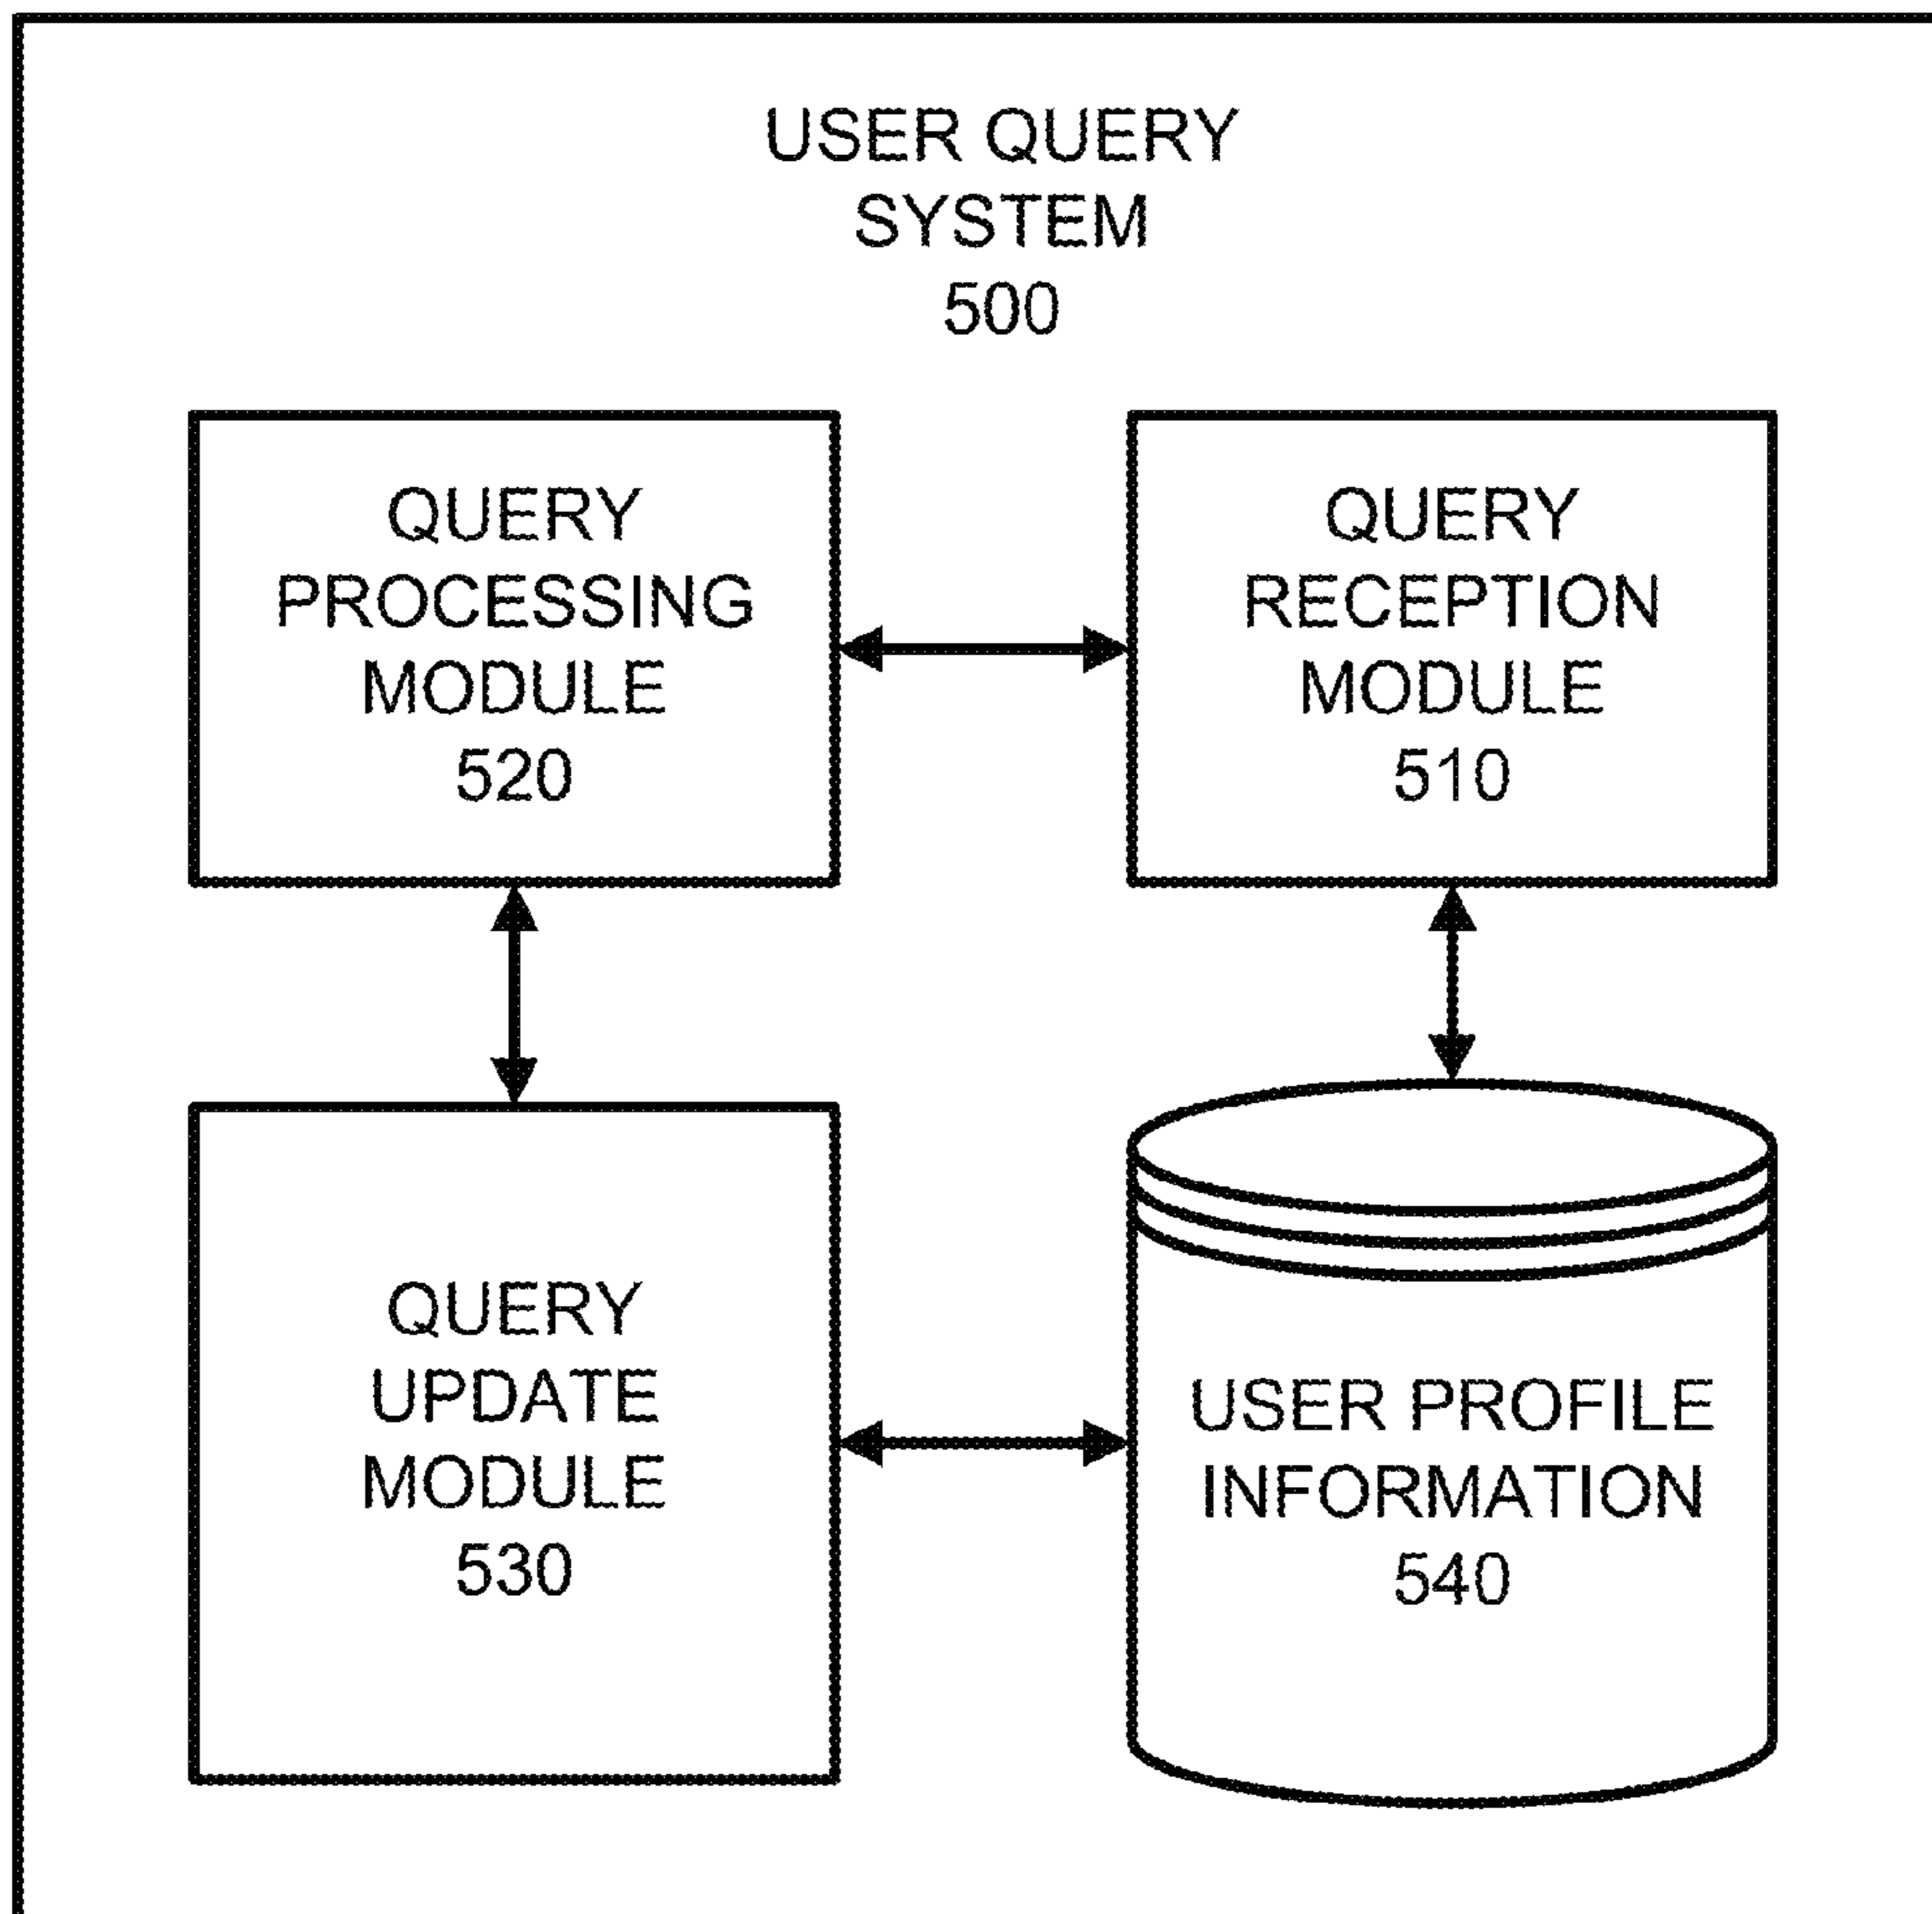 USER QUERY
SYSTEM
500
QUERY
PROCESSING
MODULE
520
QUERY
RECEPTION
MODULE
510
QUERY
UPDATE
MODULE
530
USER PROFILE
INFORMATION
540